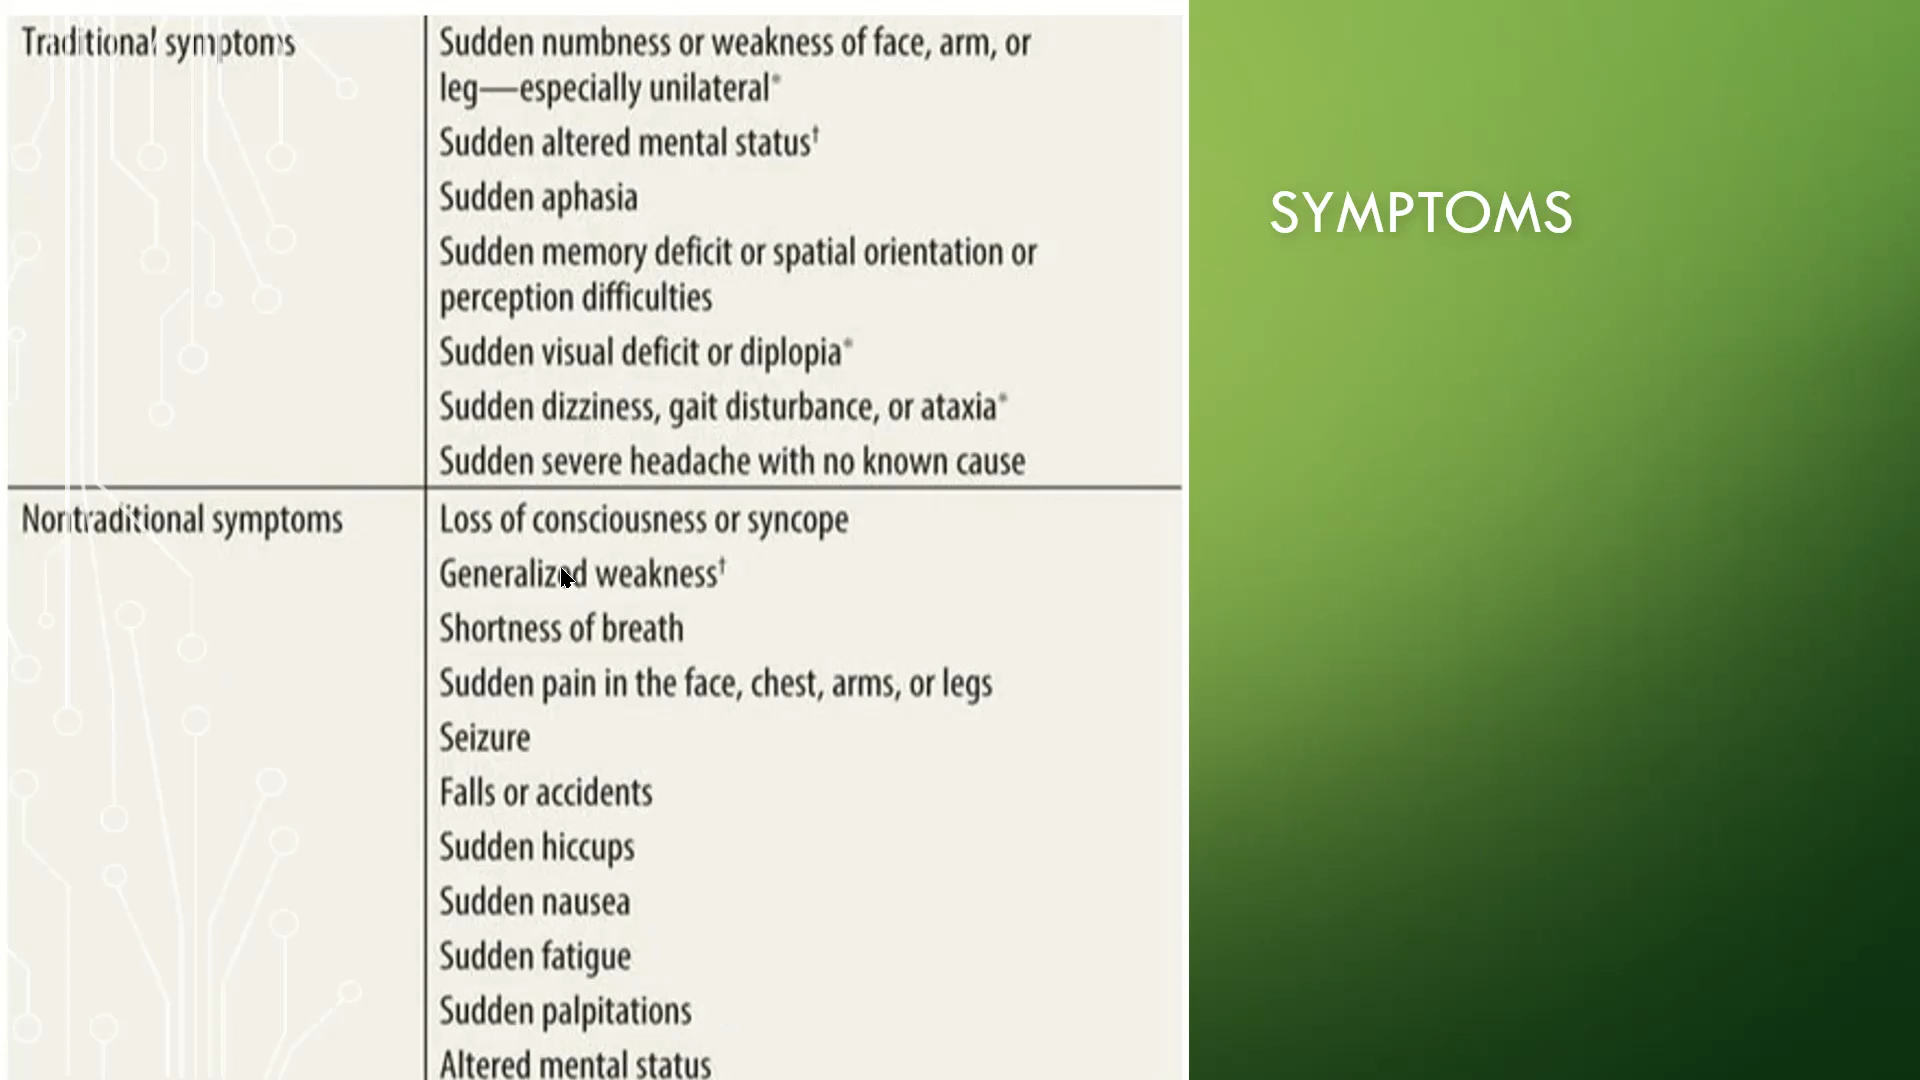 Traditional symptoms
Sudden numbness or weakness of face, arm, or
leg—especially unilateral*
Sudden altered mental status†
Sudden aphasia
Sudden memory deficit or spatial orientation or
perception difficulties
Sudden visual deficit or diplopia*
Sudden dizziness, gait disturbance, or ataxia*
Sudden severe headache with no known cause
Nontraditional symptoms
Loss of consciousness or syncope
Generalized weakness†
Shortness of breath
Sudden pain in the face, chest, arms, or legs
Seizure
Falls or accidents
Sudden hiccups
Sudden nausea
Sudden fatigue
Sudden palpitations
Altered mental status
SYMPTOMS